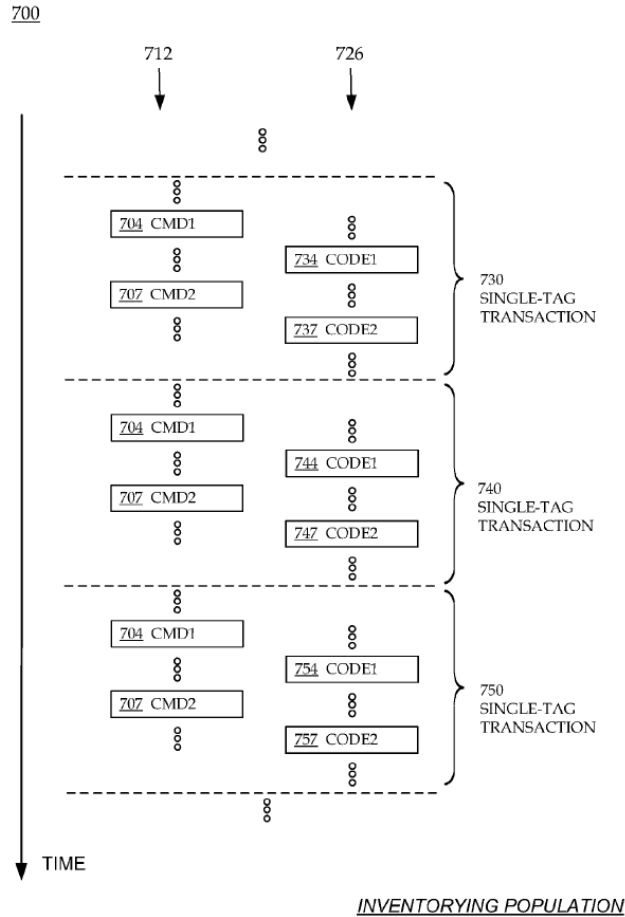 700
712 726
704 CMD1
734 CODE1
707 CMD2
737 CODE2
730
SINGLE-TAG
TRANSACTION
704 CMD1
744 CODE1
707 CMD2
747 CODE2
740
SINGLE-TAG
TRANSACTION
704 CMD1
754 CODE1
707 CMD2
757 CODE2
750
SINGLE-TAG
TRANSACTION
TIME
INVENTORYING POPULATION